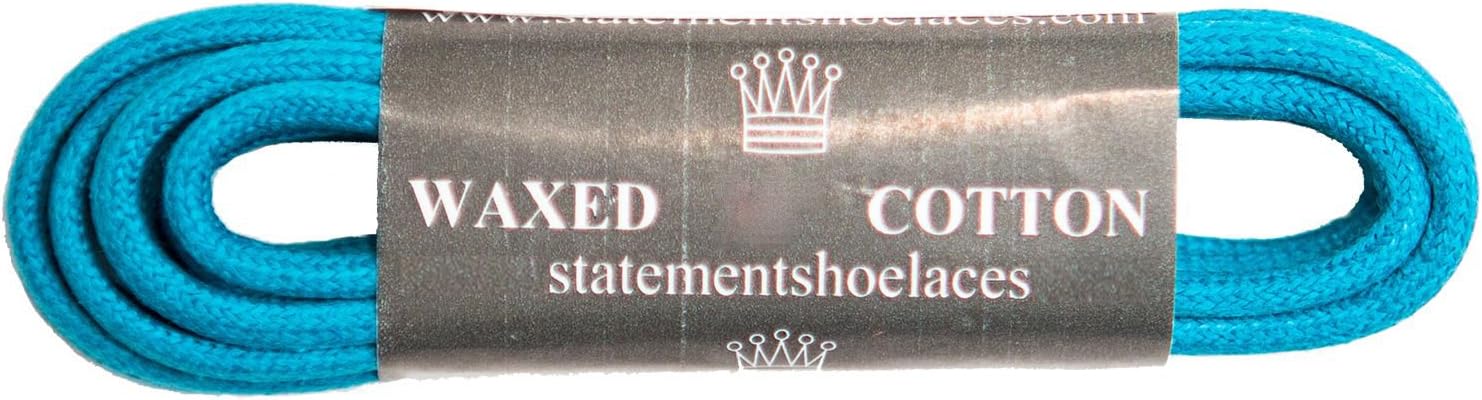 www.statementshoelaces.com
WAXED COTTON
statementshoelaces